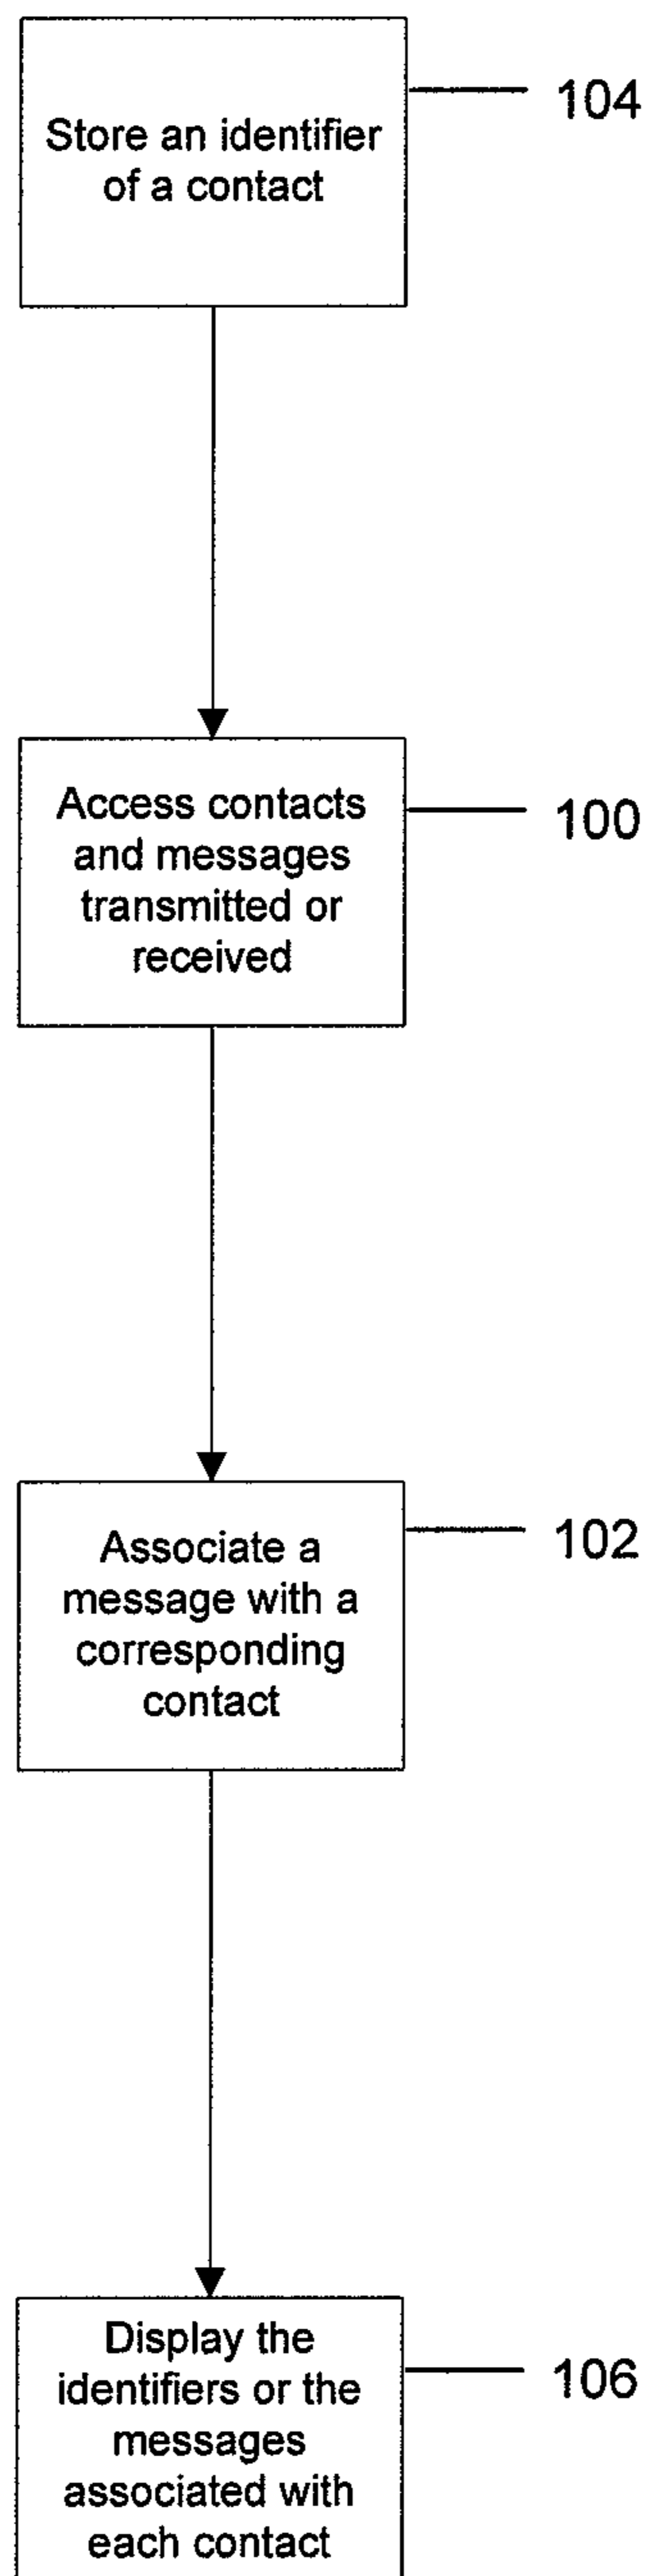 Store an identifier
of a contact
104
Access contacts
and messages
transmitted or
received
100
Associate a
message with a
corresponding
contact
102
Display the
identifiers or the
messages
associated with
each contact
106